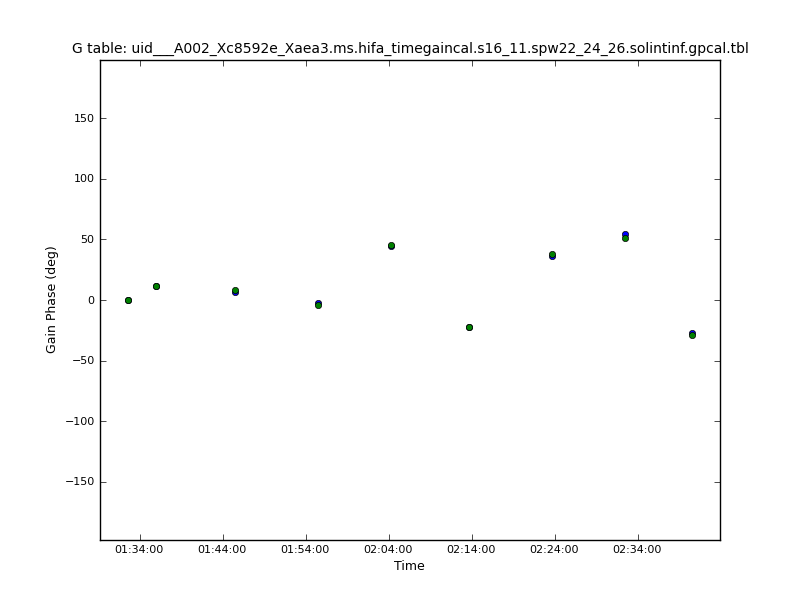 G table: uid___A002_Xc8592e_Xaea3.ms.hifa_timegaincal.s16_11.spw22_24_26.solintinf.gpcal.tbl
150
100
50
0
−50
−100
−150
Gain Phase (deg)
01:34:00 01:44:00 01:54:00 02:04:00 02:14:00 02:24:00 02:34:00
Time